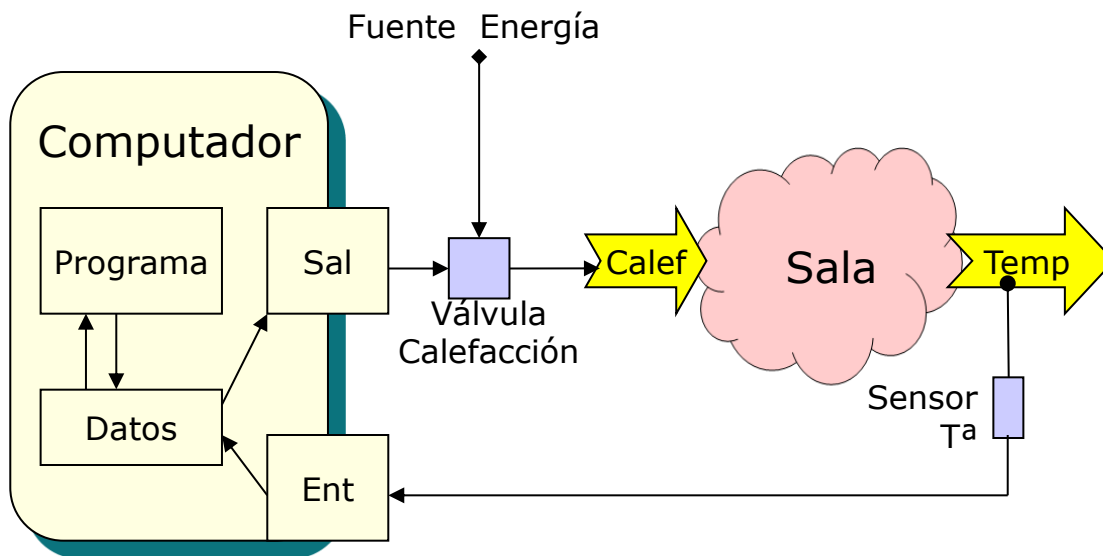 Fuente Energía
Computador
Programa
Sal
Calef
Sala
Temp
Válvula
Calefacción
Datos
Sensor
Tª
Ent